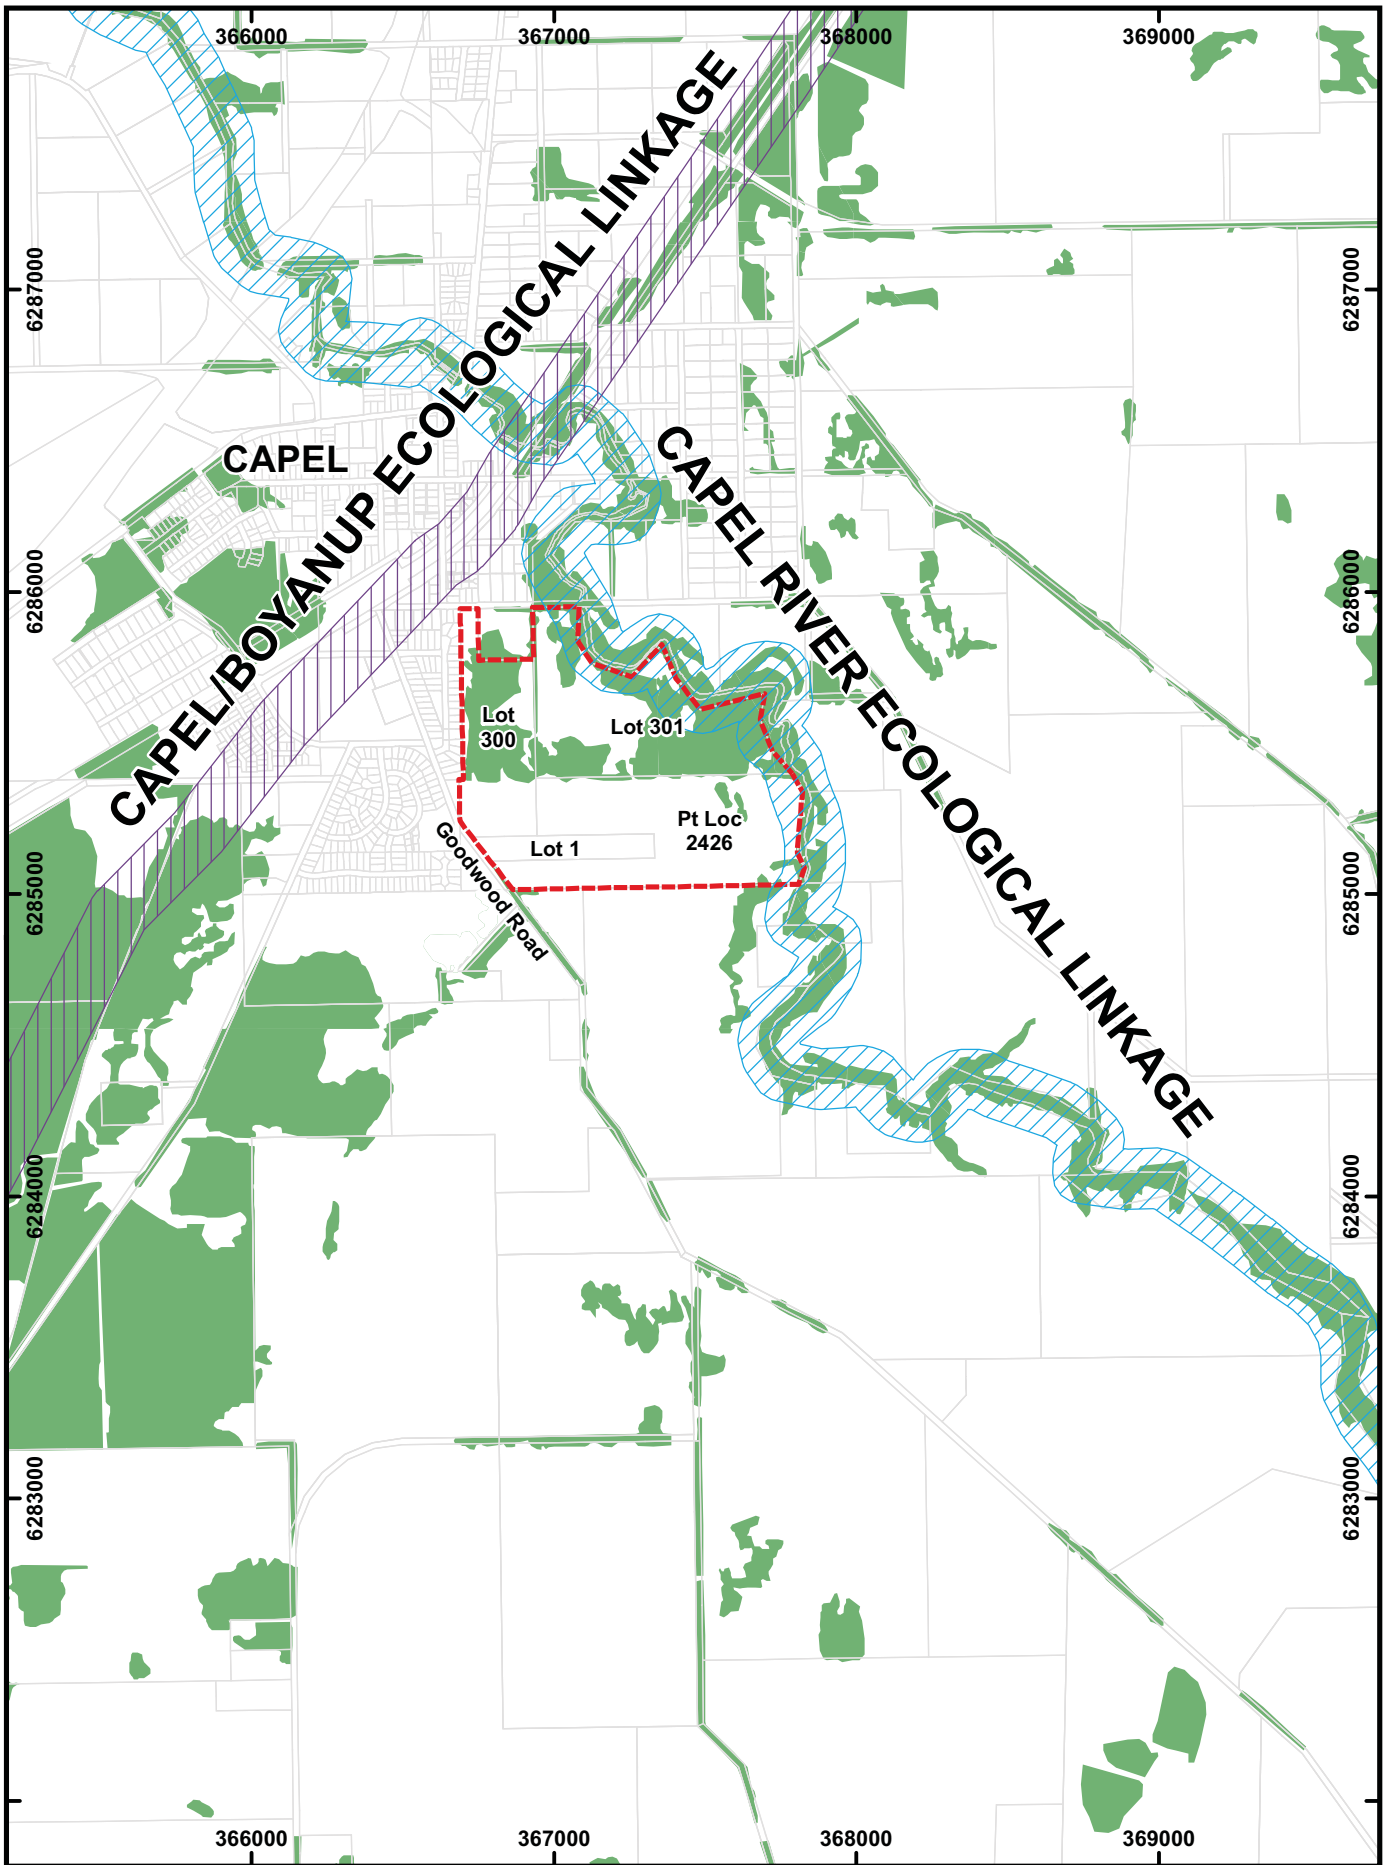 366000 367000 368000 369000
6287000
6287000
CAPEL/BOYANUP ECOLOGICAL LINKAGE
CAPEL
CAPEL RIVER ECOLOGICAL LINKAGE
6286000
6286000
Lot
300
Lot 301
Pt Loc
2426
Lot 1
Goodwood Road
6285000
6285000
6284000
6284000
6283000
6283000
366000 367000 368000 369000